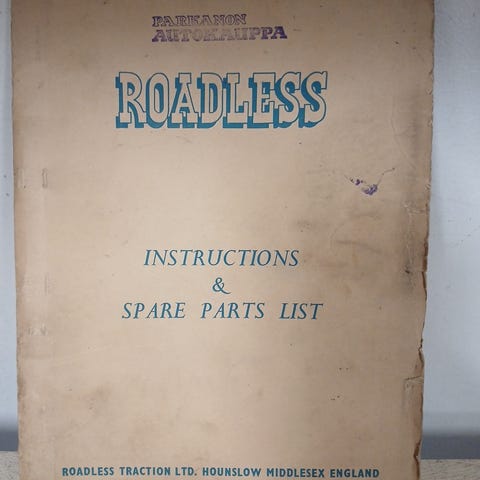 PARKANON
AUTOKAUPPA
ROADLESS
INSTRUCTIONS
&
SPARE PARTS LIST
ROADLESS TRACTION LTD. HOUNSLOW MIDDLESEX ENGLAND